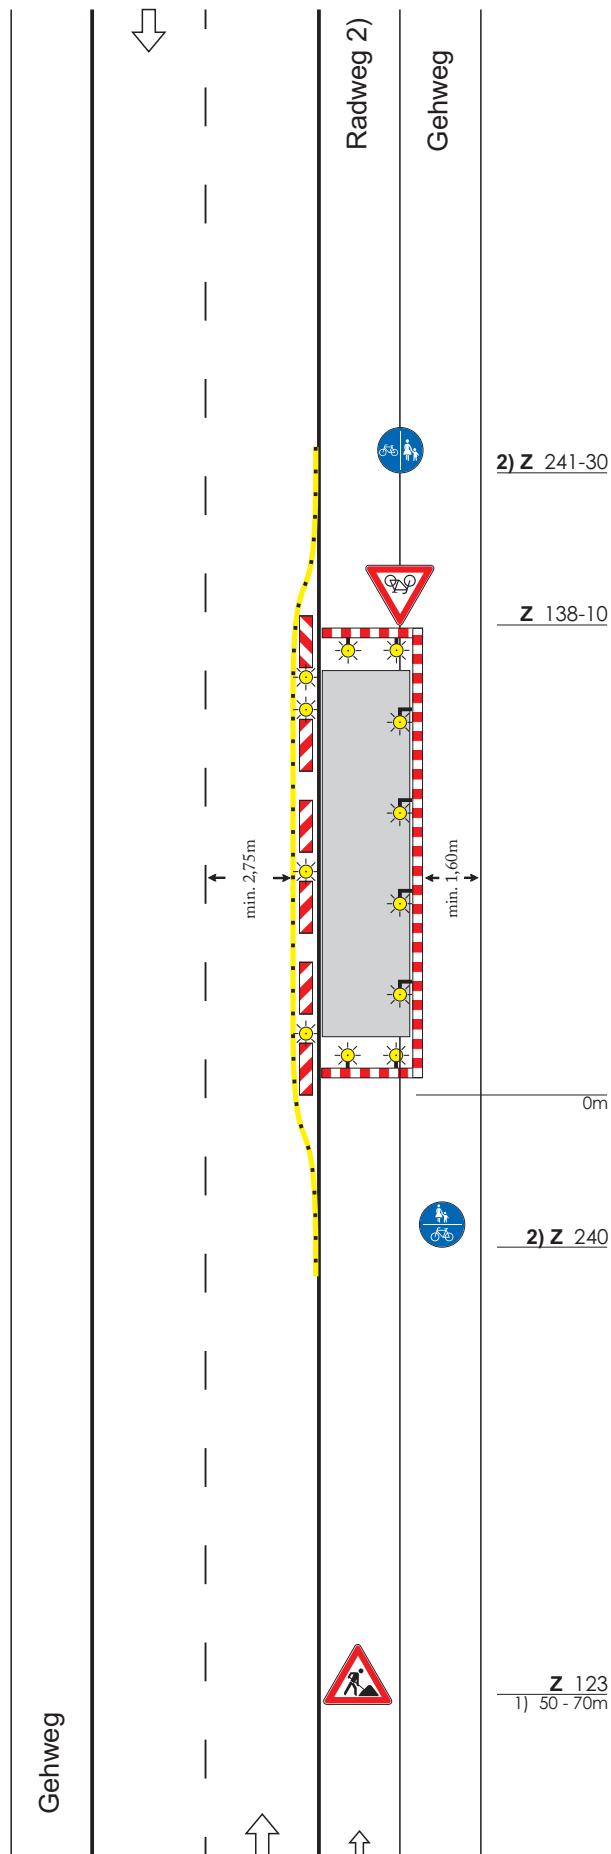 Radweg 2)
Gehweg
2) Z 241-30
Z 138-10
min. 2,75m
min. 1,60m
0m
2) Z 240
Z 123
1) 50 - 70m
Gehweg